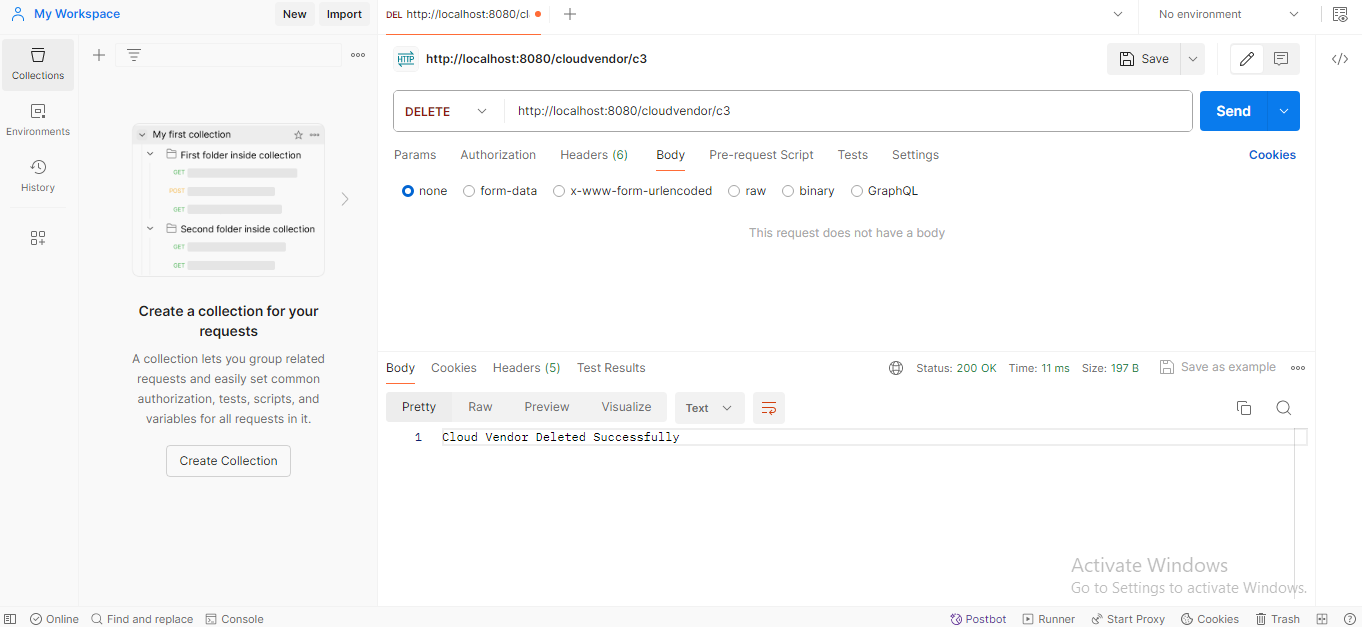 My Workspace
New
Import
DEL http://localhost:8080/cl
No environment
Collections
Environments
History
My first collection
First folder inside collection
GET
POST
GET
Second folder inside collection
GET
GET
Create a collection for your
requests
A collection lets you group related
requests and easily set common
authorization, tests, scripts, and
variables for all requests in it.
Create Collection
HTTP http://localhost:8080/cloudvendor/c3
Save
</>
DELETE
http://localhost:8080/cloudvendor/c3
Send
Params Authorization Headers (6) Body Pre-request Script Tests Settings Cookies
none form-data x-www-form-urlencoded raw binary GraphQL
This request does not have a body
Body Cookies Headers (5) Test Results Status: 200 OK Time: 11 ms Size: 197 B Save as example
Pretty Raw Preview Visualize Text
1 Cloud Vendor Deleted Successfully
Activate Windows
Go to Settings to activate Windows.
Online Find and replace Console Postbot Runner Start Proxy Cookies Trash